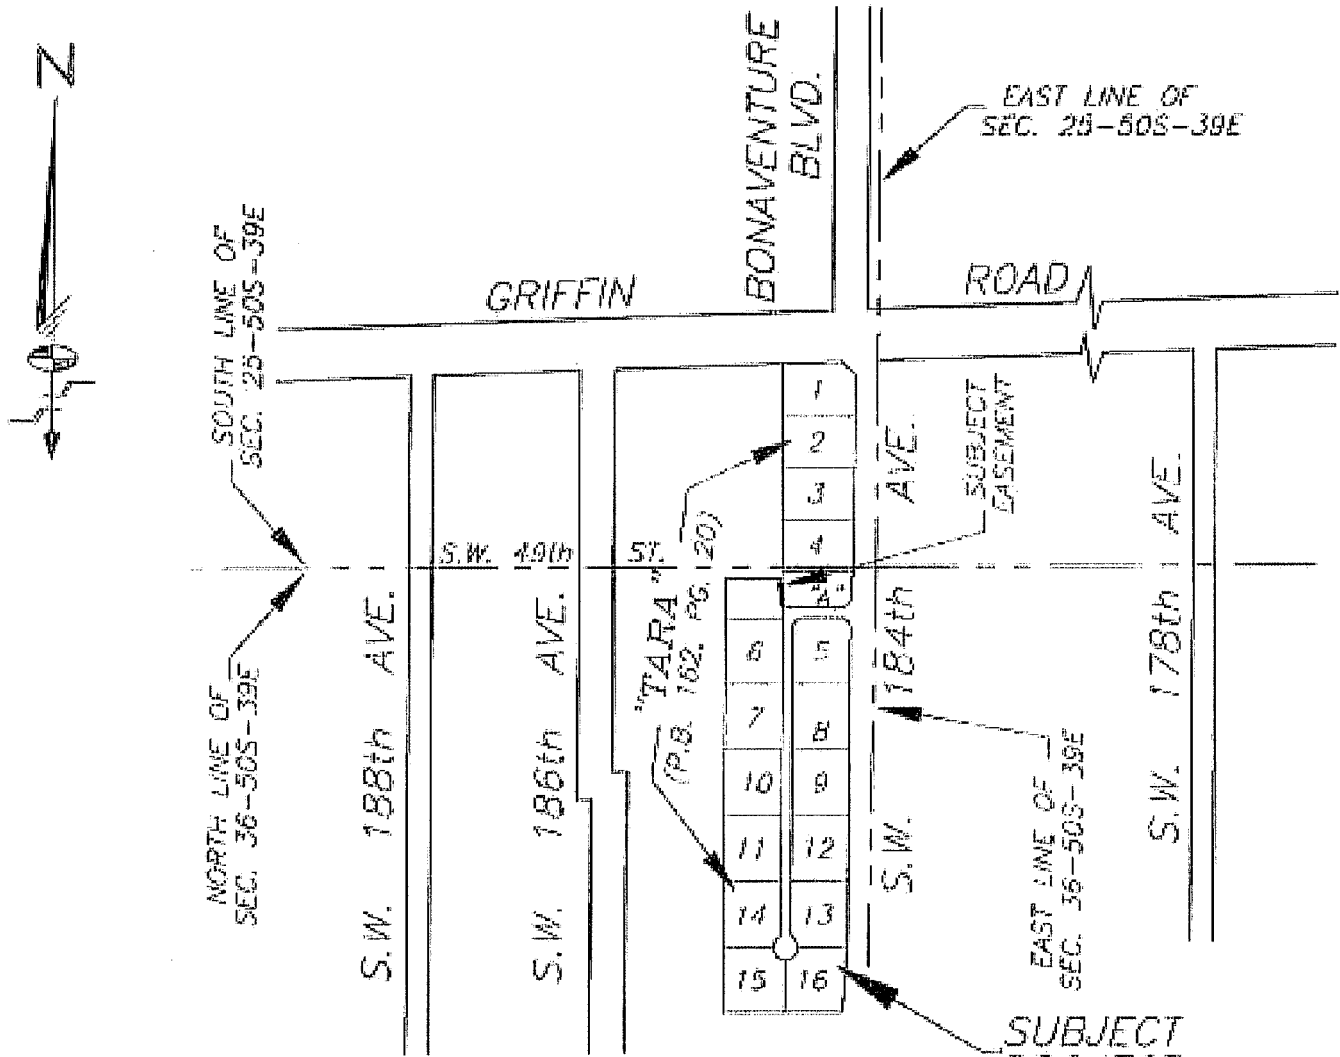 N
BONAVENTURE
BLVD.
EAST LINE OF
SEC. 25-50S-39E
SOUTH LINE OF
SEC. 25-50S-39E
GRIFFIN
ROAD
1
2
3
4
"A"
SUBJECT
EASEMENT
AVE.
S.W. 49th ST.
"TARA"
(P.B. 162, PG. 20)
NORTH LINE OF
SEC. 36-50S-39E
S.W. 188th AVE.
S.W. 186th AVE.
S.W. 184th
S.W. 178th AVE.
EAST LINE OF
SEC. 36-50S-39E
6
5
7
8
10
9
11
12
14
13
15
16
SUBJECT